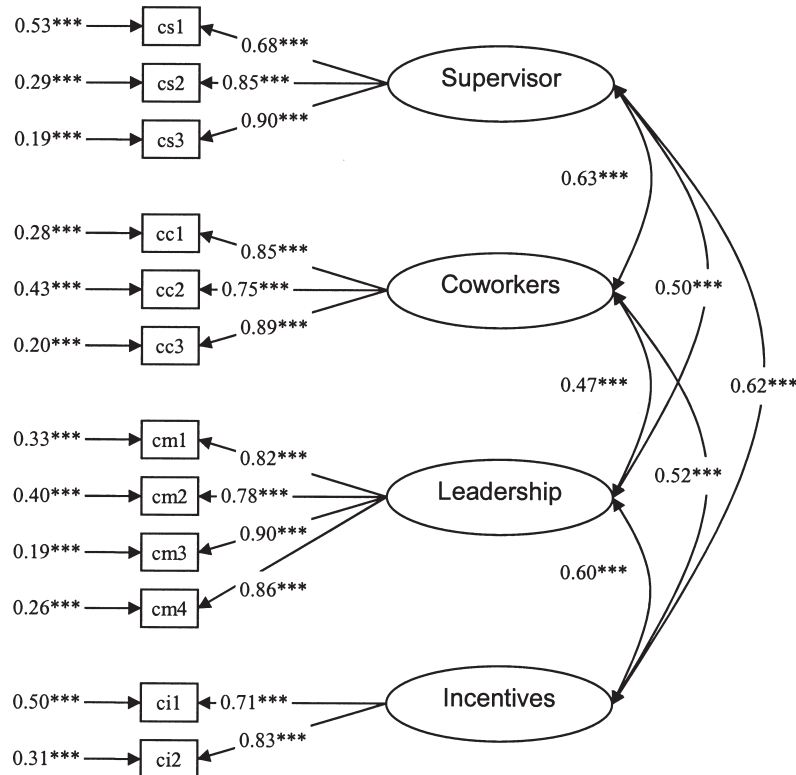 0.53*** cs1 0.68***
0.29*** cs2 0.85*** Supervisor
0.19*** cs3 0.90***
0.63***
0.28*** cc1 0.85***
0.43*** cc2 0.75*** Coworkers 0.50***
0.20*** cc3 0.89***
0.47*** 0.62***
0.33*** cm1 0.82***
0.52***
0.40*** cm2 0.78*** Leadership
0.19*** cm3 0.90***
0.60***
0.26*** cm4 0.86***
0.50*** ci1 0.71*** Incentives
0.31*** ci2 0.83***